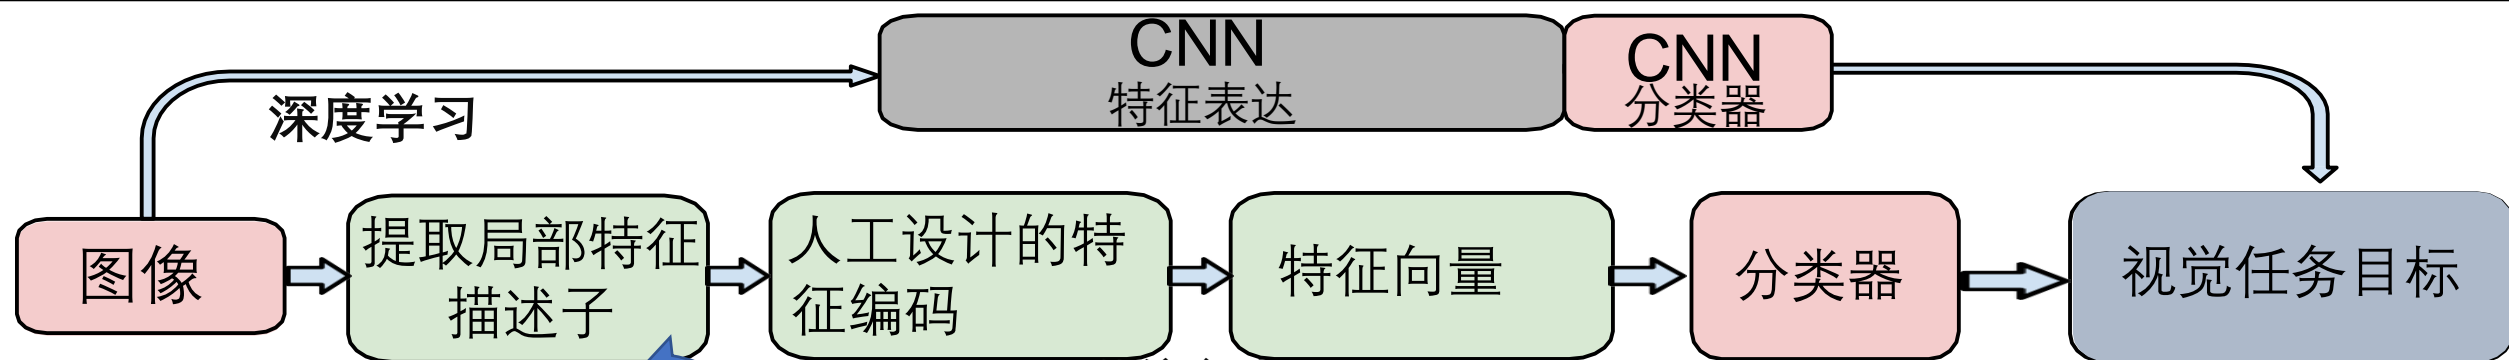 CNN
特征表达
CNN
分类器
深度学习
图像
提取局部特征
描述子
人工设计的特
征编码
特征向量
分类器
视觉任务目标